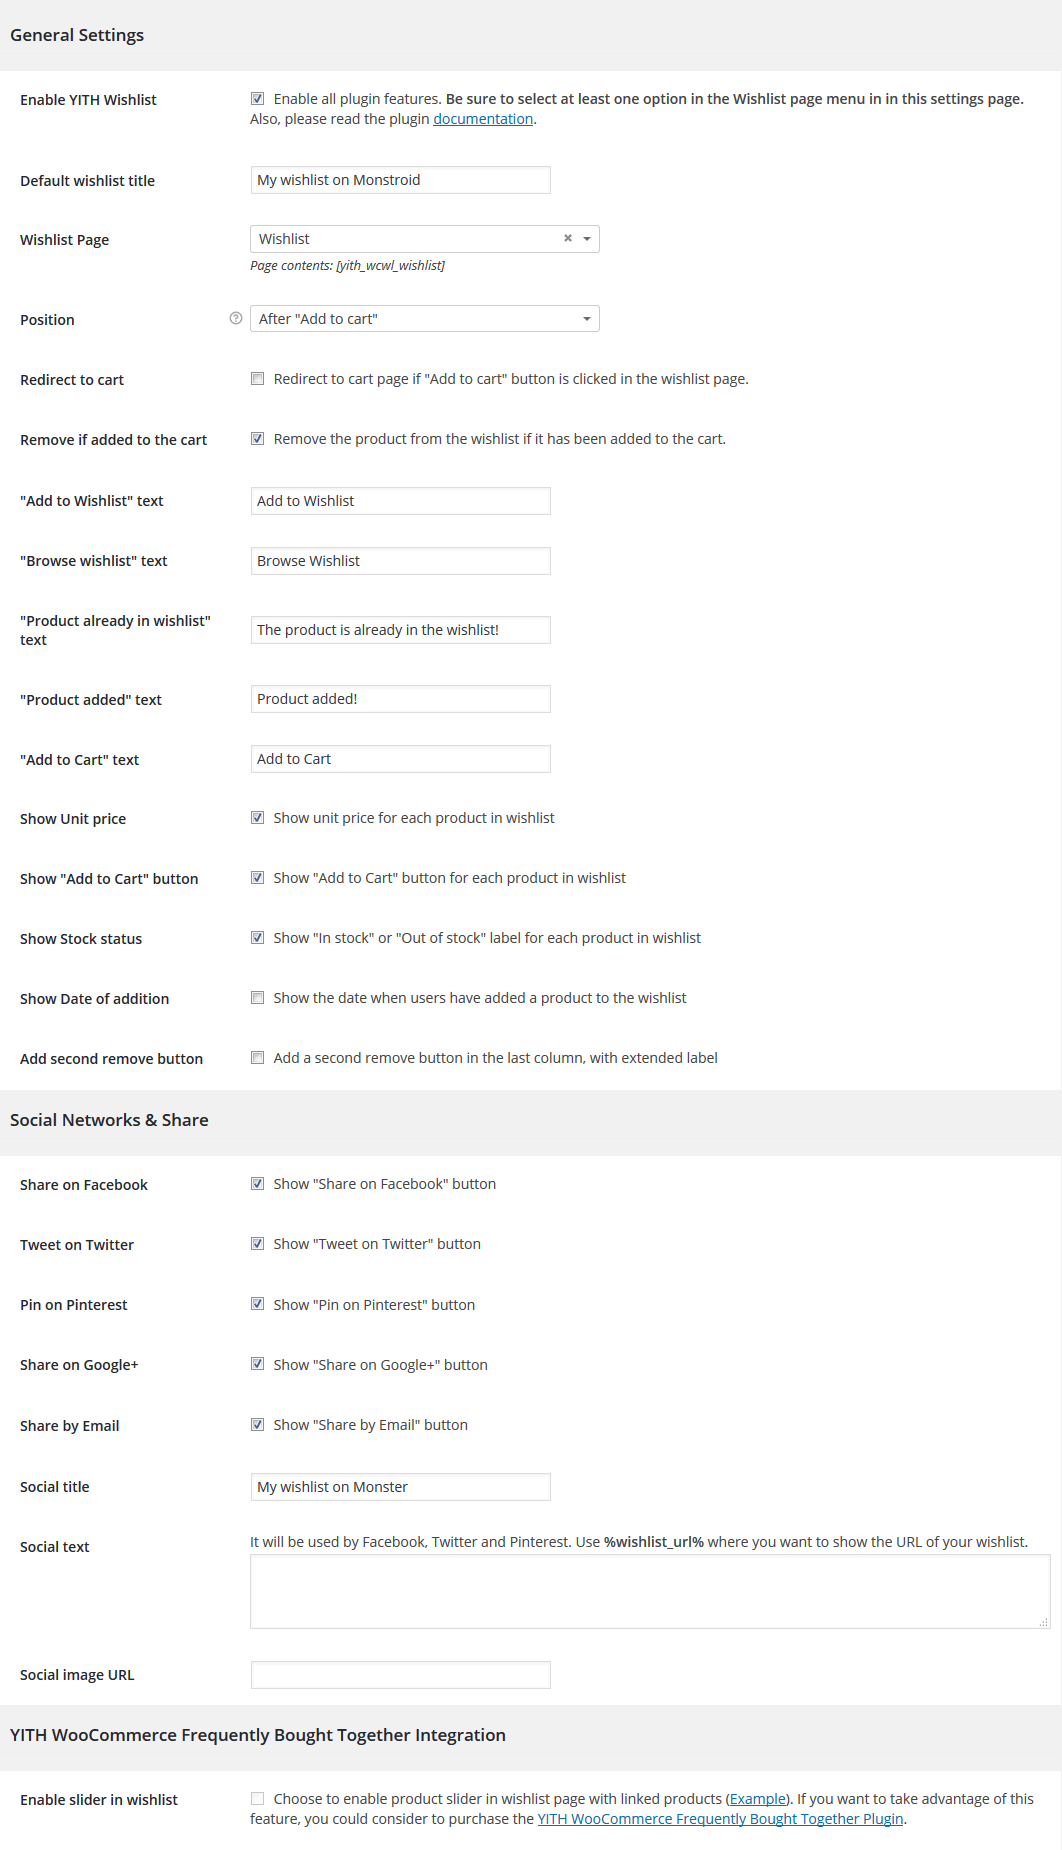 General Settings
Enable YITH Wishlist
Enable all plugin features. Be sure to select at least one option in the Wishlist page menu in in this settings page.
Also, please read the plugin documentation.
Default wishlist title
My wishlist on Monstroid
Wishlist Page
Wishlist
Page contents: [yith_wcwl_wishlist]
Position
After "Add to cart"
Redirect to cart
Redirect to cart page if "Add to cart" button is clicked in the wishlist page.
Remove if added to the cart
Remove the product from the wishlist if it has been added to the cart.
"Add to Wishlist" text
Add to Wishlist
"Browse wishlist" text
Browse Wishlist
"Product already in wishlist"
text
The product is already in the wishlist!
"Product added" text
Product added!
"Add to Cart" text
Add to Cart
Show Unit price
Show unit price for each product in wishlist
Show "Add to Cart" button
Show "Add to Cart" button for each product in wishlist
Show Stock status
Show "In stock" or "Out of stock" label for each product in wishlist
Show Date of addition
Show the date when users have added a product to the wishlist
Add second remove button
Add a second remove button in the last column, with extended label
Social Networks & Share
Share on Facebook
Show "Share on Facebook" button
Tweet on Twitter
Show "Tweet on Twitter" button
Pin on Pinterest
Show "Pin on Pinterest" button
Share on Google+
Show "Share on Google+" button
Share by Email
Show "Share by Email" button
Social title
My wishlist on Monster
Social text
It will be used by Facebook, Twitter and Pinterest. Use %wishlist_url% where you want to show the URL of your wishlist.
Social image URL
YITH WooCommerce Frequently Bought Together Integration
Enable slider in wishlist
Choose to enable product slider in wishlist page with linked products (Example). If you want to take advantage of this
feature, you could consider to purchase the YITH WooCommerce Frequently Bought Together Plugin.